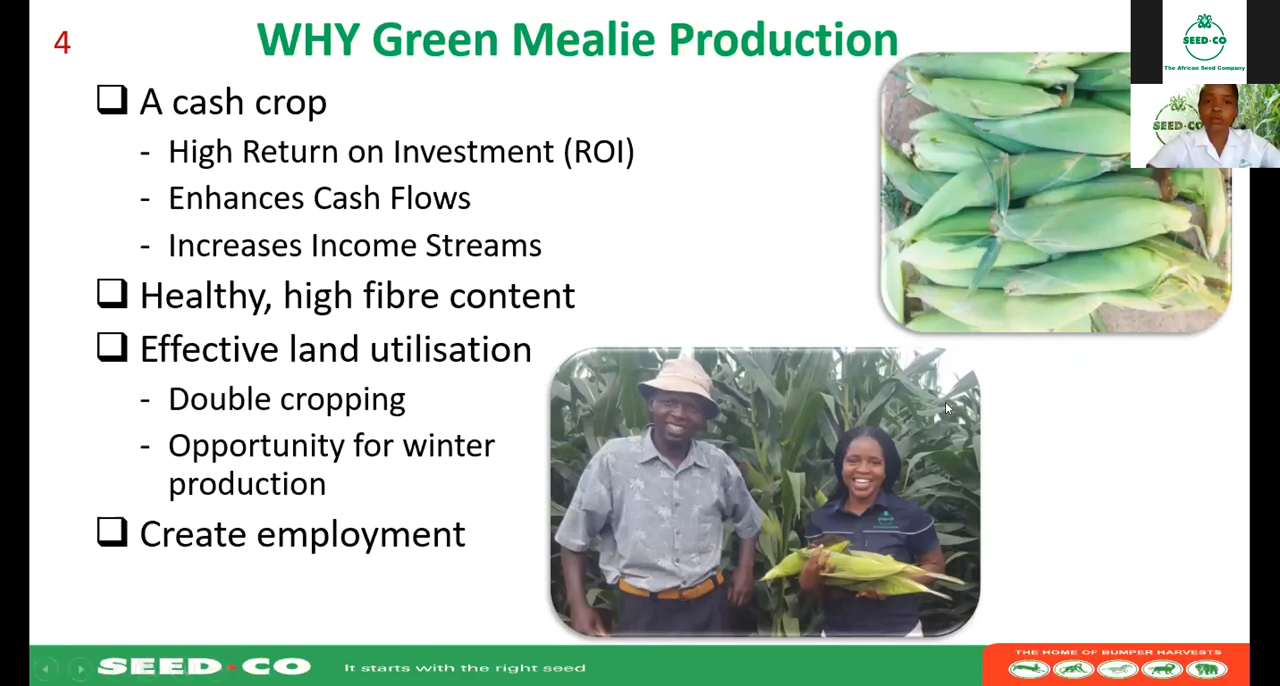 4
WHY Green Mealie Production
SEED·CO
The African Seed Company
SEED·CO
❑ A cash crop
- High Return on Investment (ROI)
- Enhances Cash Flows
- Increases Income Streams
❑ Healthy, high fibre content
❑ Effective land utilisation
- Double cropping
- Opportunity for winter
production
❑ Create employment
SEED·CO
It starts with the right seed
THE HOME OF BUMPER HARVESTS